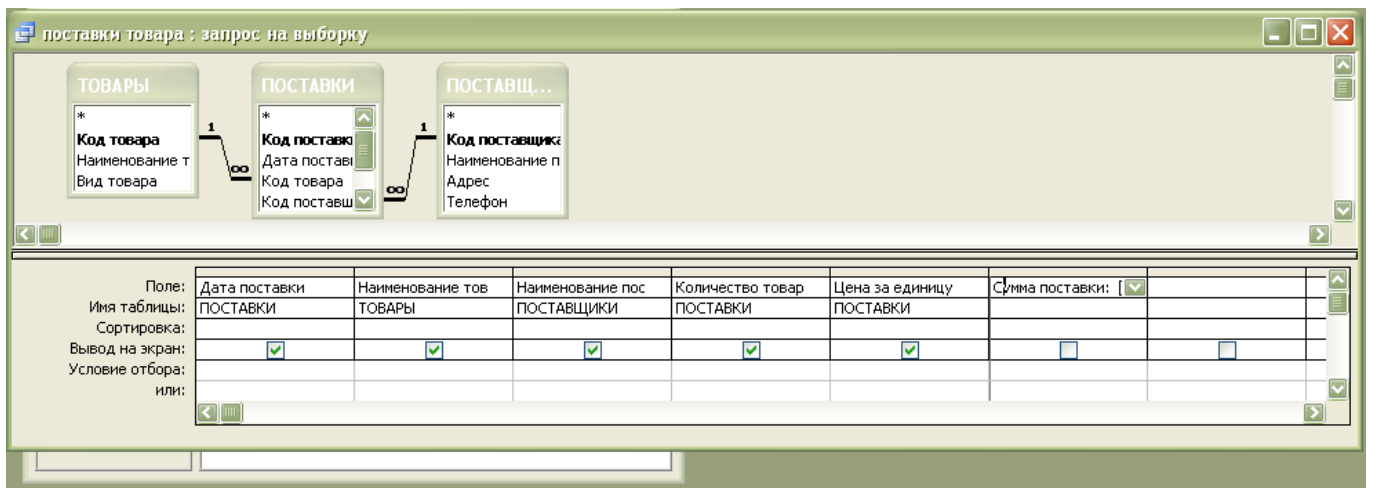 поставки товара : запрос на выборку
ТОВАРЫ ПОСТАВКИ ПОСТАВЩ...
* * *
Код товара Код поставк Код поставщика
Наименование т Дата постав Наименование п
Вид товара Код товара Адрес
Код поставщ Телефон
1 ∞ 1 ∞
Поле: Дата поставки Наименование тов Наименование пос Количество товар Цена за единицу Сумма поставки: [
Имя таблицы: ПОСТАВКИ ТОВАРЫ ПОСТАВЩИКИ ПОСТАВКИ ПОСТАВКИ
Сортировка:
Вывод на экран:
Условие отбора:
или: